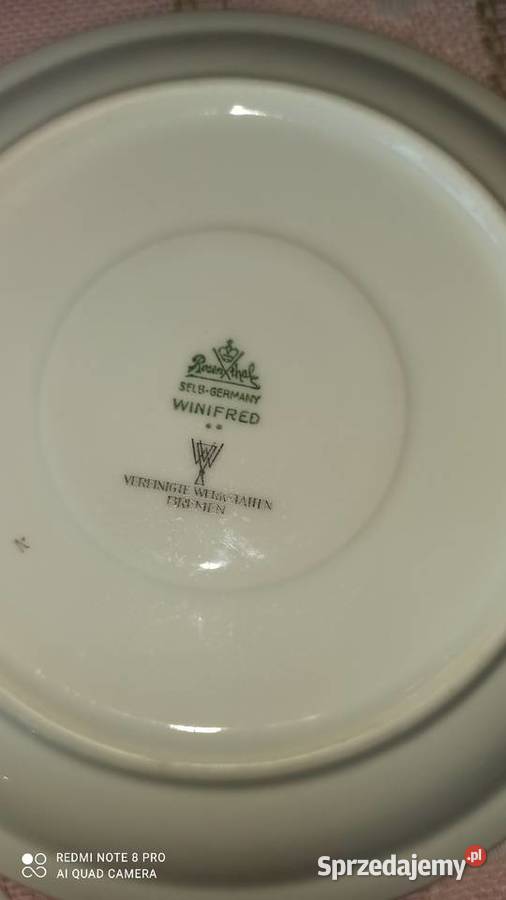 Rosenthal
SELB-GERMANY
WINIFRED
VEREINIGTE WERKSTÄTTEN
BREMEN
REDMI NOTE 8 PRO
AI QUAD CAMERA
Sprzedajemy.pl